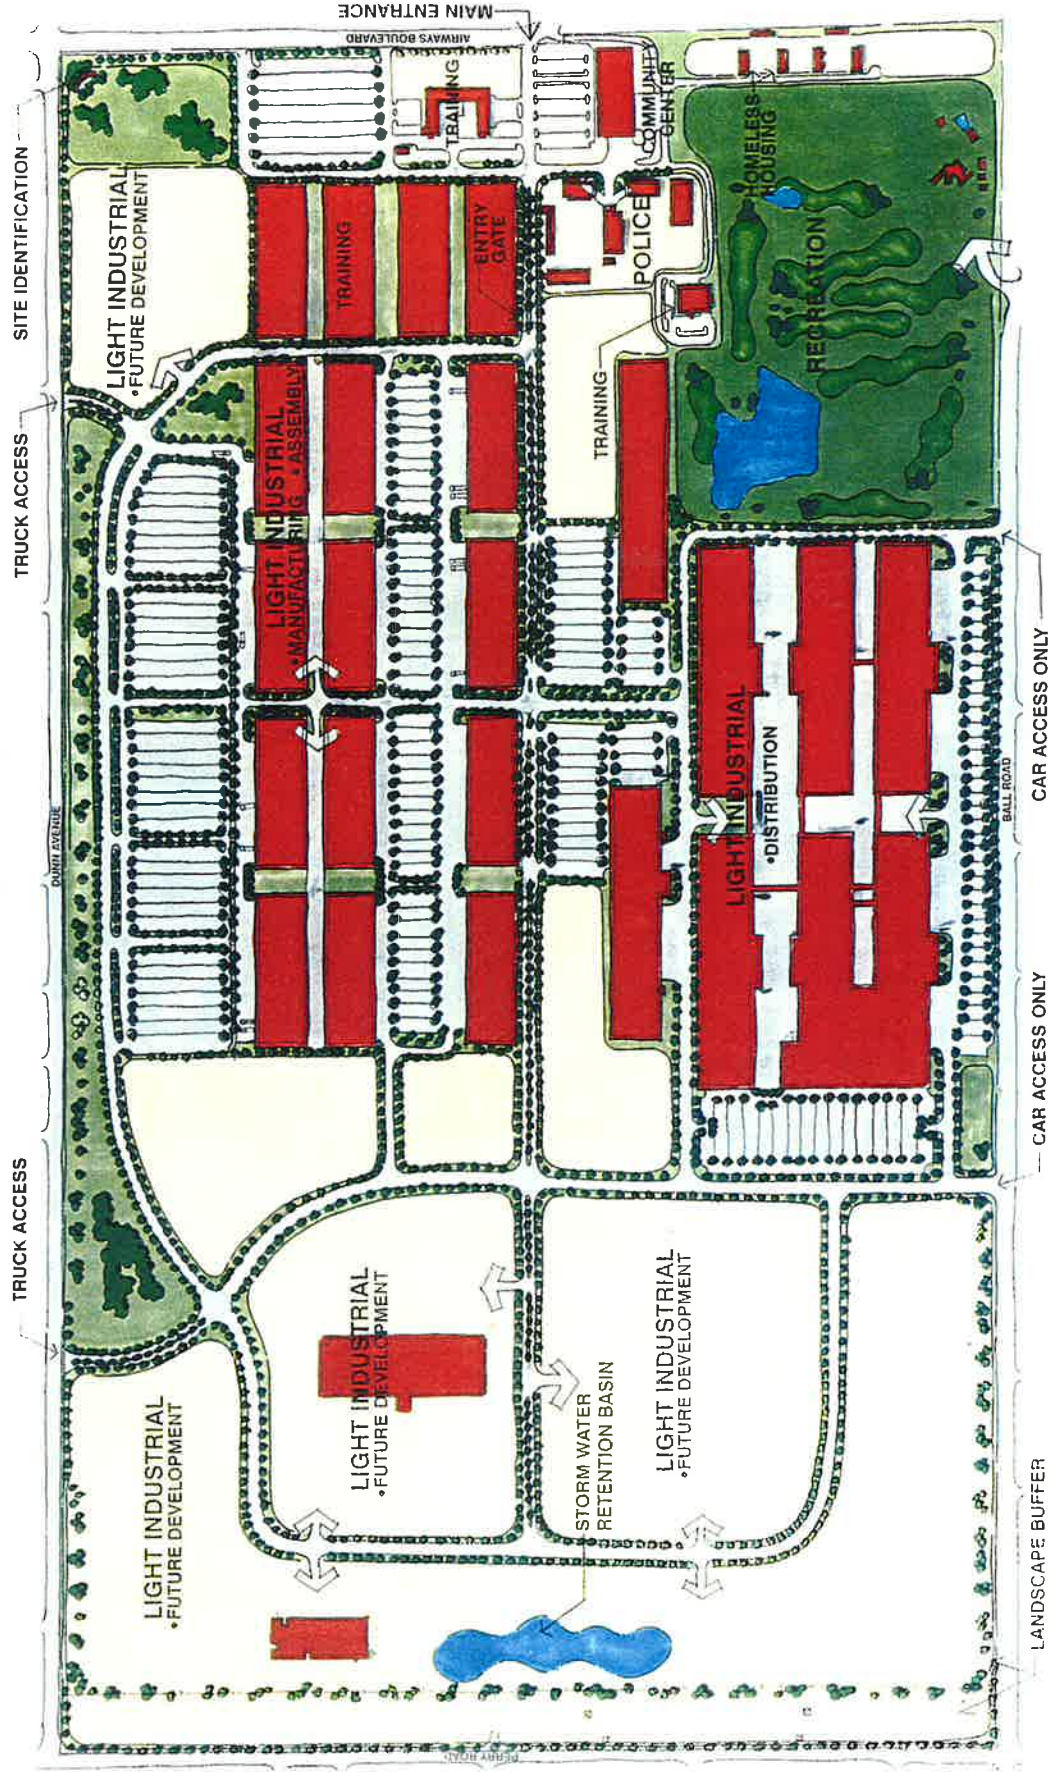 MAIN ENTRANCE
AIRWAYS BOULEVARD
SITE IDENTIFICATION
TRUCK ACCESS
DUNN AVENUE
TRUCK ACCESS
LIGHT INDUSTRIAL
•FUTURE DEVELOPMENT
TRAINING
COMMUNITY
CENTER
HOMELESS
HOUSING
TRAINING
ENTRY
GATE
POLICE
RECREATION
TRAINING
LIGHT INDUSTRIAL
•MANUFACTURING •ASSEMBLY
LIGHT INDUSTRIAL
•DISTRIBUTION
BALL ROAD
CAR ACCESS ONLY
CAR ACCESS ONLY
LIGHT INDUSTRIAL
•FUTURE DEVELOPMENT
LIGHT INDUSTRIAL
•FUTURE DEVELOPMENT
LIGHT INDUSTRIAL
•FUTURE DEVELOPMENT
STORM WATER
RETENTION BASIN
LANDSCAPE BUFFER
PERRY ROAD